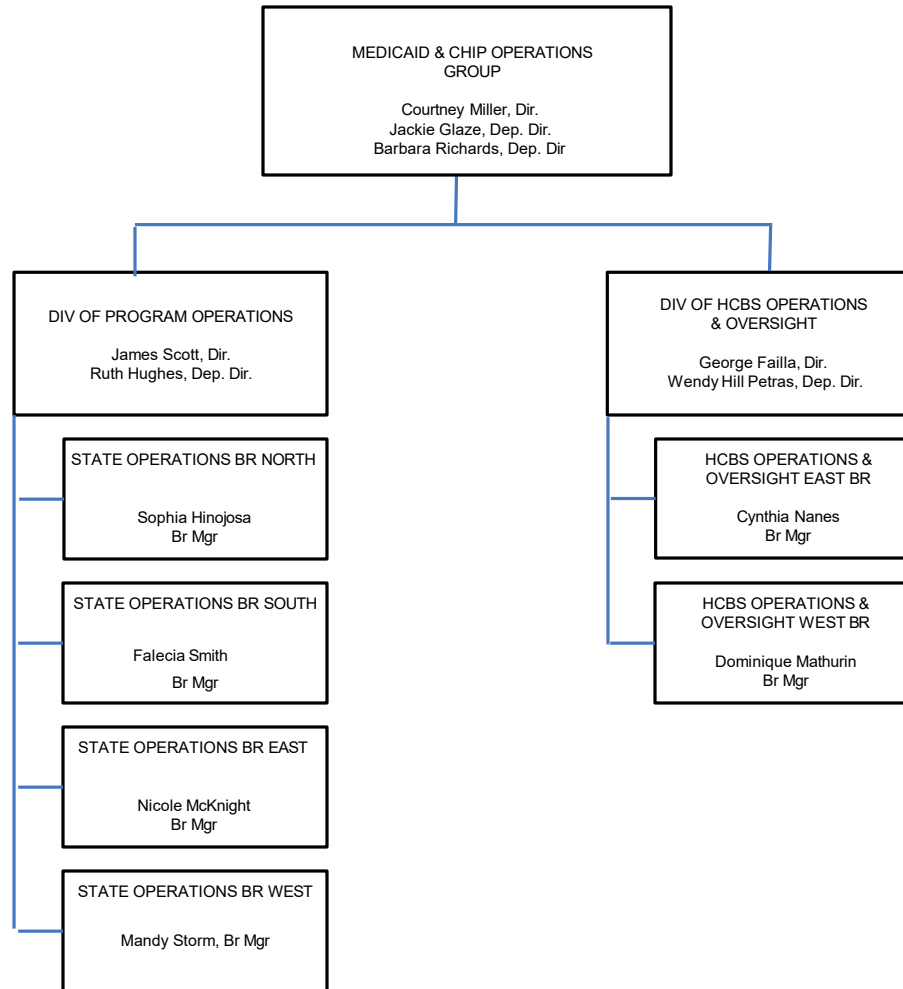 MEDICAID & CHIP OPERATIONS
GROUP
Courtney Miller, Dir.
Jackie Glaze, Dep. Dir.
Barbara Richards, Dep. Dir
DIV OF PROGRAM OPERATIONS
James Scott, Dir.
Ruth Hughes, Dep. Dir.
STATE OPERATIONS BR NORTH
Sophia Hinojosa
Br Mgr
STATE OPERATIONS BR SOUTH
Falecia Smith
Br Mgr
STATE OPERATIONS BR EAST
Nicole McKnight
Br Mgr
STATE OPERATIONS BR WEST
Mandy Storm, Br Mgr
DIV OF HCBS OPERATIONS
& OVERSIGHT
George Failla, Dir.
Wendy Hill Petras, Dep. Dir.
HCBS OPERATIONS &
OVERSIGHT EAST BR
Cynthia Nanes
Br Mgr
HCBS OPERATIONS &
OVERSIGHT WEST BR
Dominique Mathurin
Br Mgr